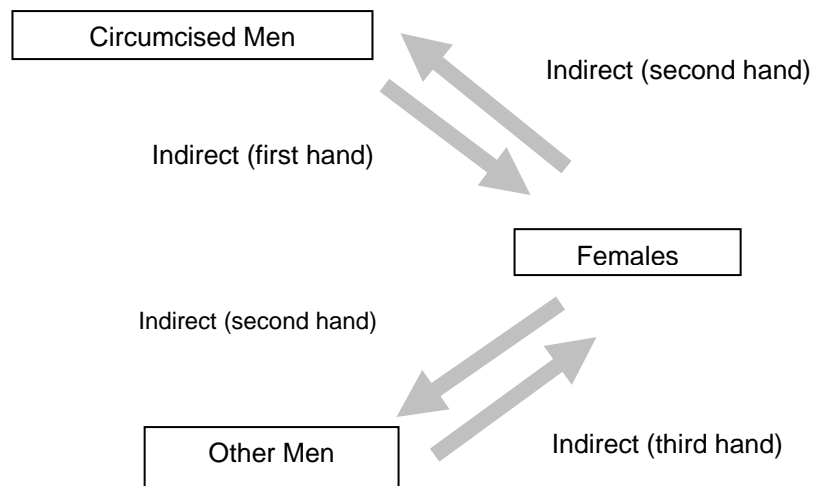 Circumcised Men
Indirect (second hand)
Indirect (first hand)
Females
Indirect (second hand)
Other Men
Indirect (third hand)